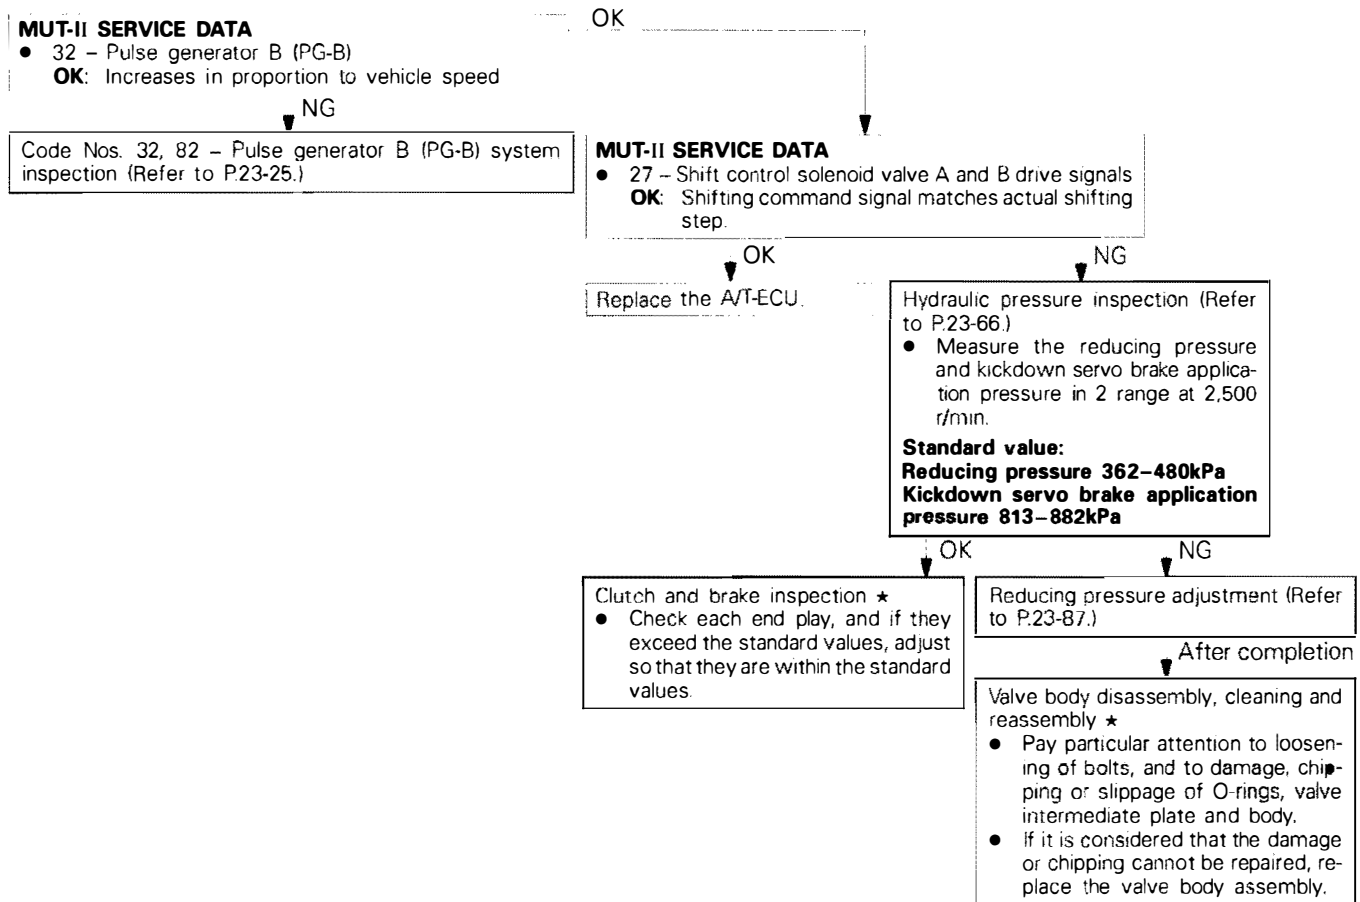 OK
MUT-II SERVICE DATA
● 32 – Pulse generator B (PG-B)
OK: Increases in proportion to vehicle speed
NG
Code Nos. 32, 82 – Pulse generator B (PG-B) system
inspection (Refer to P.23-25.)
MUT-II SERVICE DATA
● 27 – Shift control solenoid valve A and B drive signals
OK: Shifting command signal matches actual shifting
step.
OK
NG
Replace the A/T-ECU.
Hydraulic pressure inspection (Refer
to P.23-66.)
● Measure the reducing pressure
and kickdown servo brake applica-
tion pressure in 2 range at 2,500
r/min.
Standard value:
Reducing pressure 362–480kPa
Kickdown servo brake application
pressure 813–882kPa
OK
NG
Clutch and brake inspection ★
● Check each end play, and if they
exceed the standard values, adjust
so that they are within the standard
values.
Reducing pressure adjustment (Refer
to P.23-87.)
After completion
Valve body disassembly, cleaning and
reassembly ★
● Pay particular attention to loosen-
ing of bolts, and to damage, chip-
ping or slippage of O-rings, valve
intermediate plate and body.
● If it is considered that the damage
or chipping cannot be repaired, re-
place the valve body assembly.